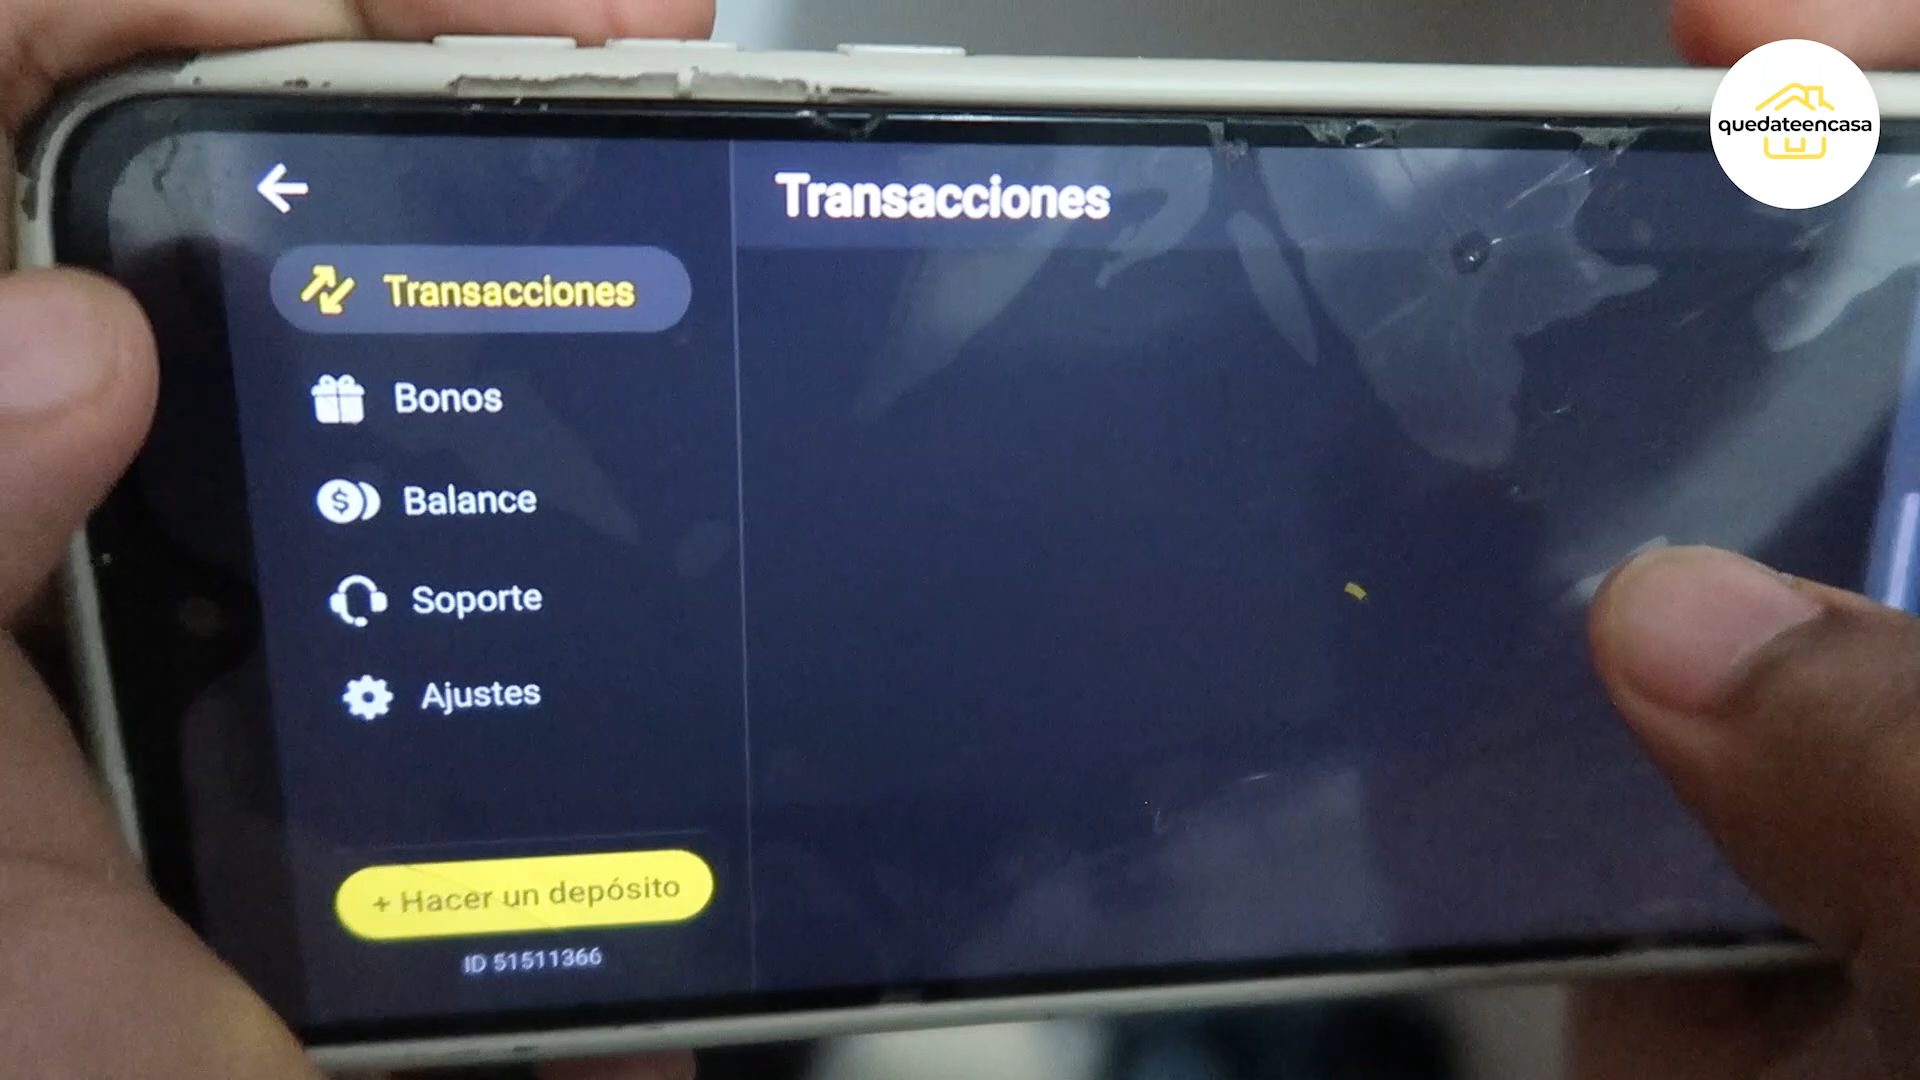 quedateencasa
Transacciones
Transacciones
Bonos
Balance
Soporte
Ajustes
+ Hacer un depósito
ID 51511366